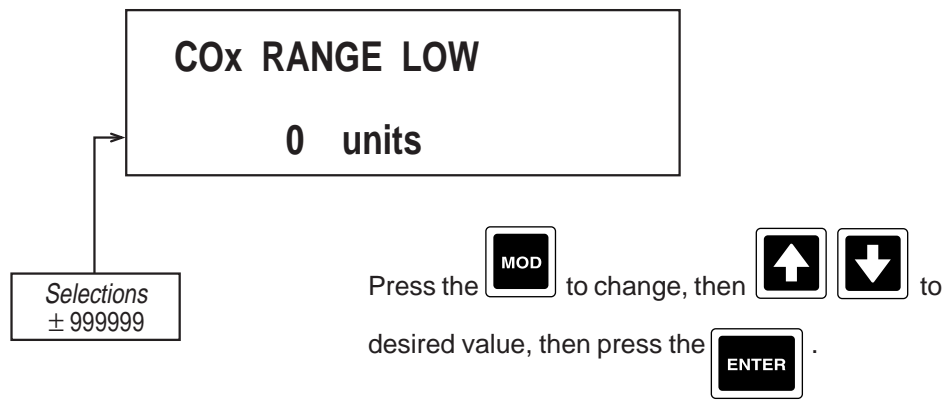 COx RANGE LOW
0 units
Selections
± 999999
Press the MOD to change, then to
desired value, then press the ENTER .